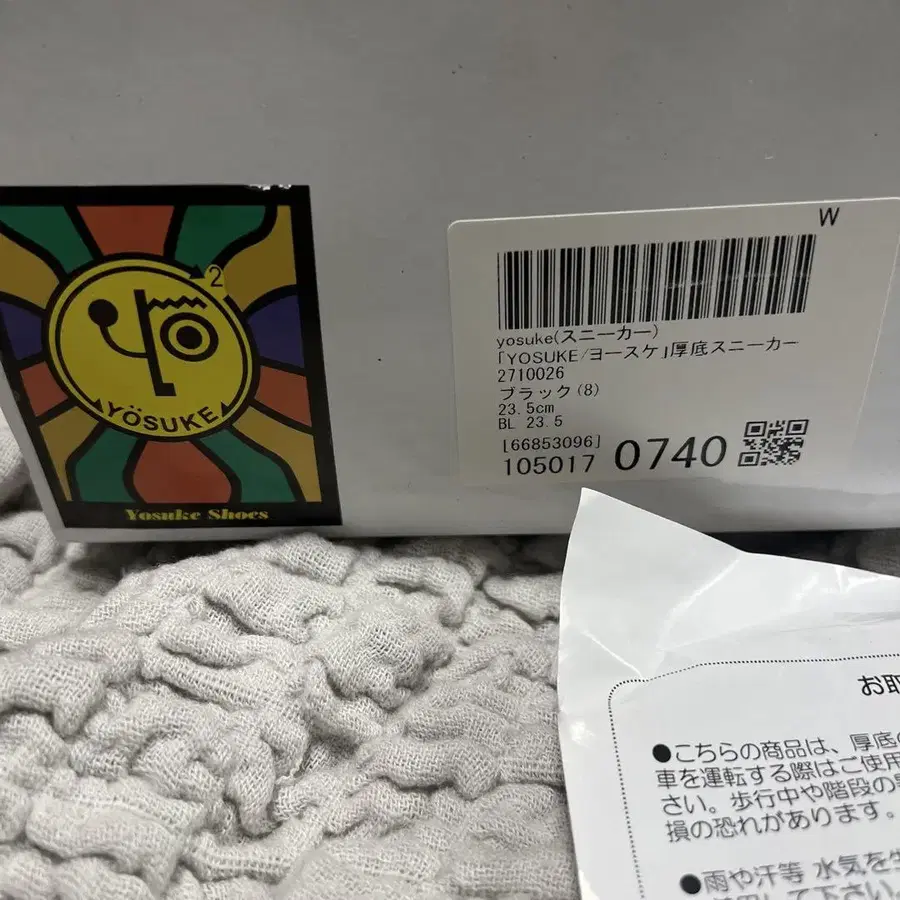 2
YOSUKE
Yosuke Shoes
W
yosuke(スニーカー)
「YOSUKE/ヨースケ」厚底スニーカー
2710026
ブラック(8)
23.5cm
BL 23.5
[66853096]
105017 0740
お取
●こちらの商品は、厚底の
車を運転する際はご使用
さい。歩行中や階段の
損の恐れがあります。
●雨や汗等 水気を
して下さい。